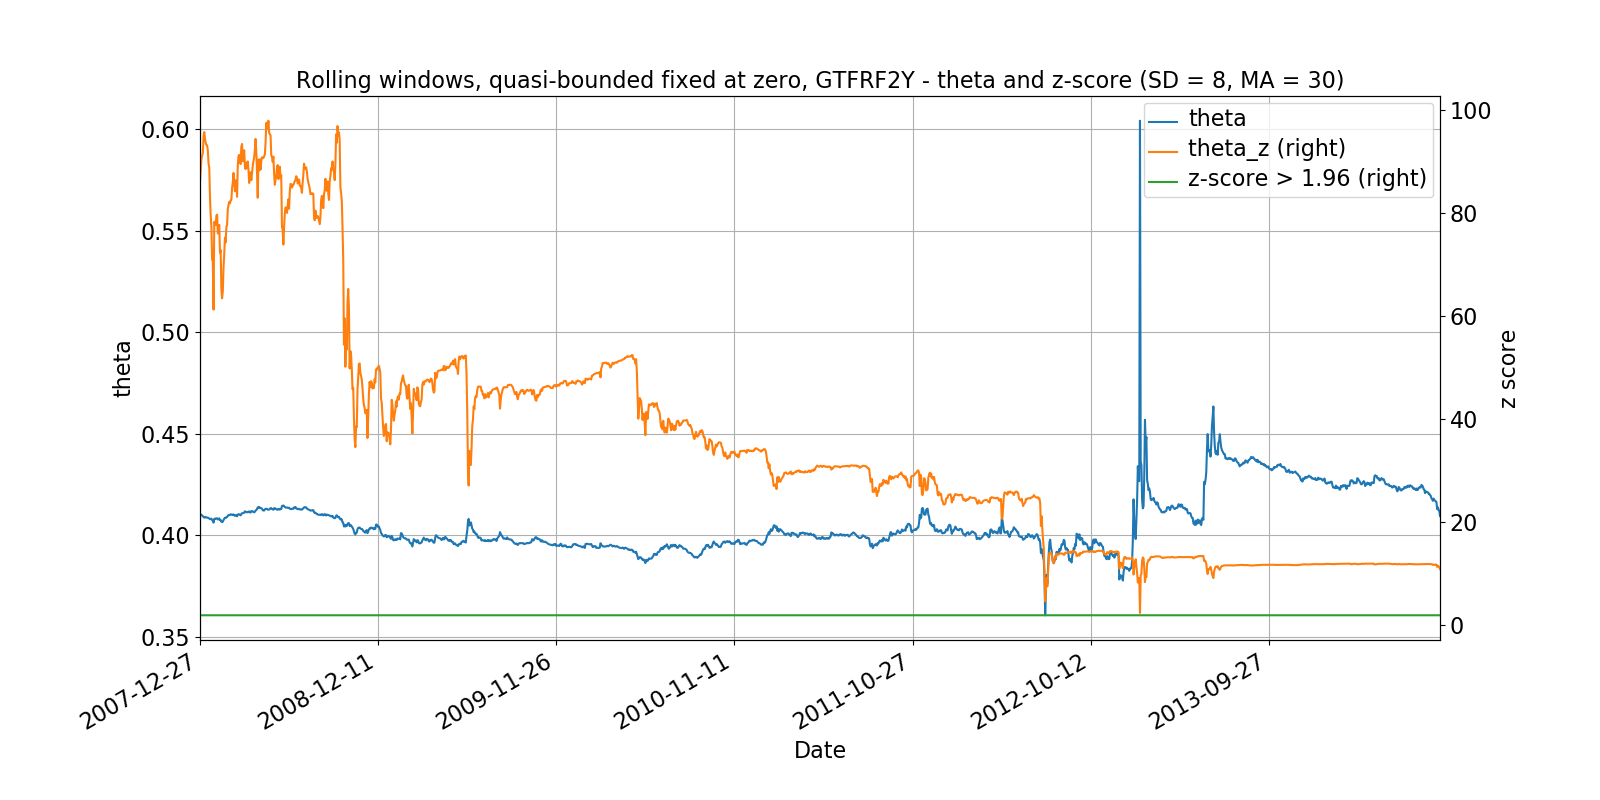 Rolling windows, quasi-bounded fixed at zero, GTFRF2Y - theta and z-score (SD = 8, MA = 30)
theta
theta_z (right)
z-score > 1.96 (right)
0.60
0.55
0.50
0.45
0.40
0.35
theta
100
80
60
40
20
0
z score
2007-12-27
2008-12-11
2009-11-26
2010-11-11
2011-10-27
2012-10-12
2013-09-27
Date